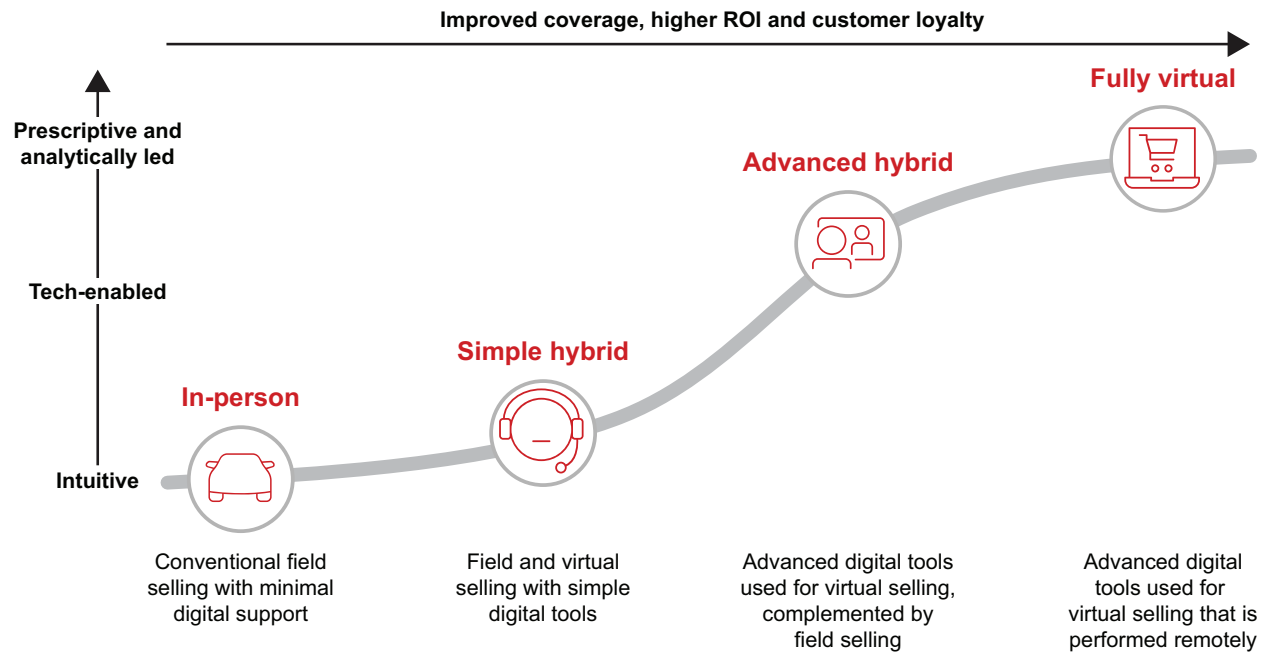 Improved coverage, higher ROI and customer loyalty
Fully virtual
Prescriptive and
analytically led
Advanced hybrid
Tech-enabled
Simple hybrid
In-person
Intuitive
Conventional field
selling with minimal
digital support
Field and virtual
selling with simple
digital tools
Advanced digital tools
used for virtual selling,
complemented by
field selling
Advanced digital
tools used for
virtual selling that is
performed remotely